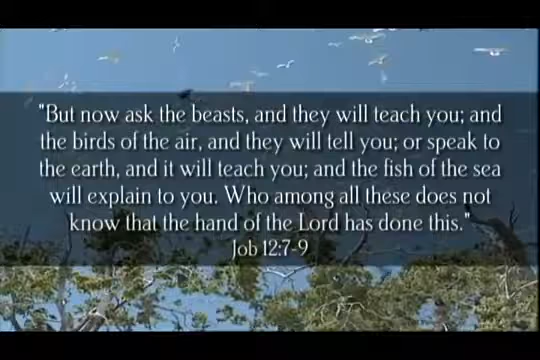 "But now ask the beasts, and they will teach you; and
the birds of the air, and they will tell you; or speak to
the earth, and it will teach you; and the fish of the sea
will explain to you. Who among all these does not
know that the hand of the Lord has done this."
Job 12:7-9